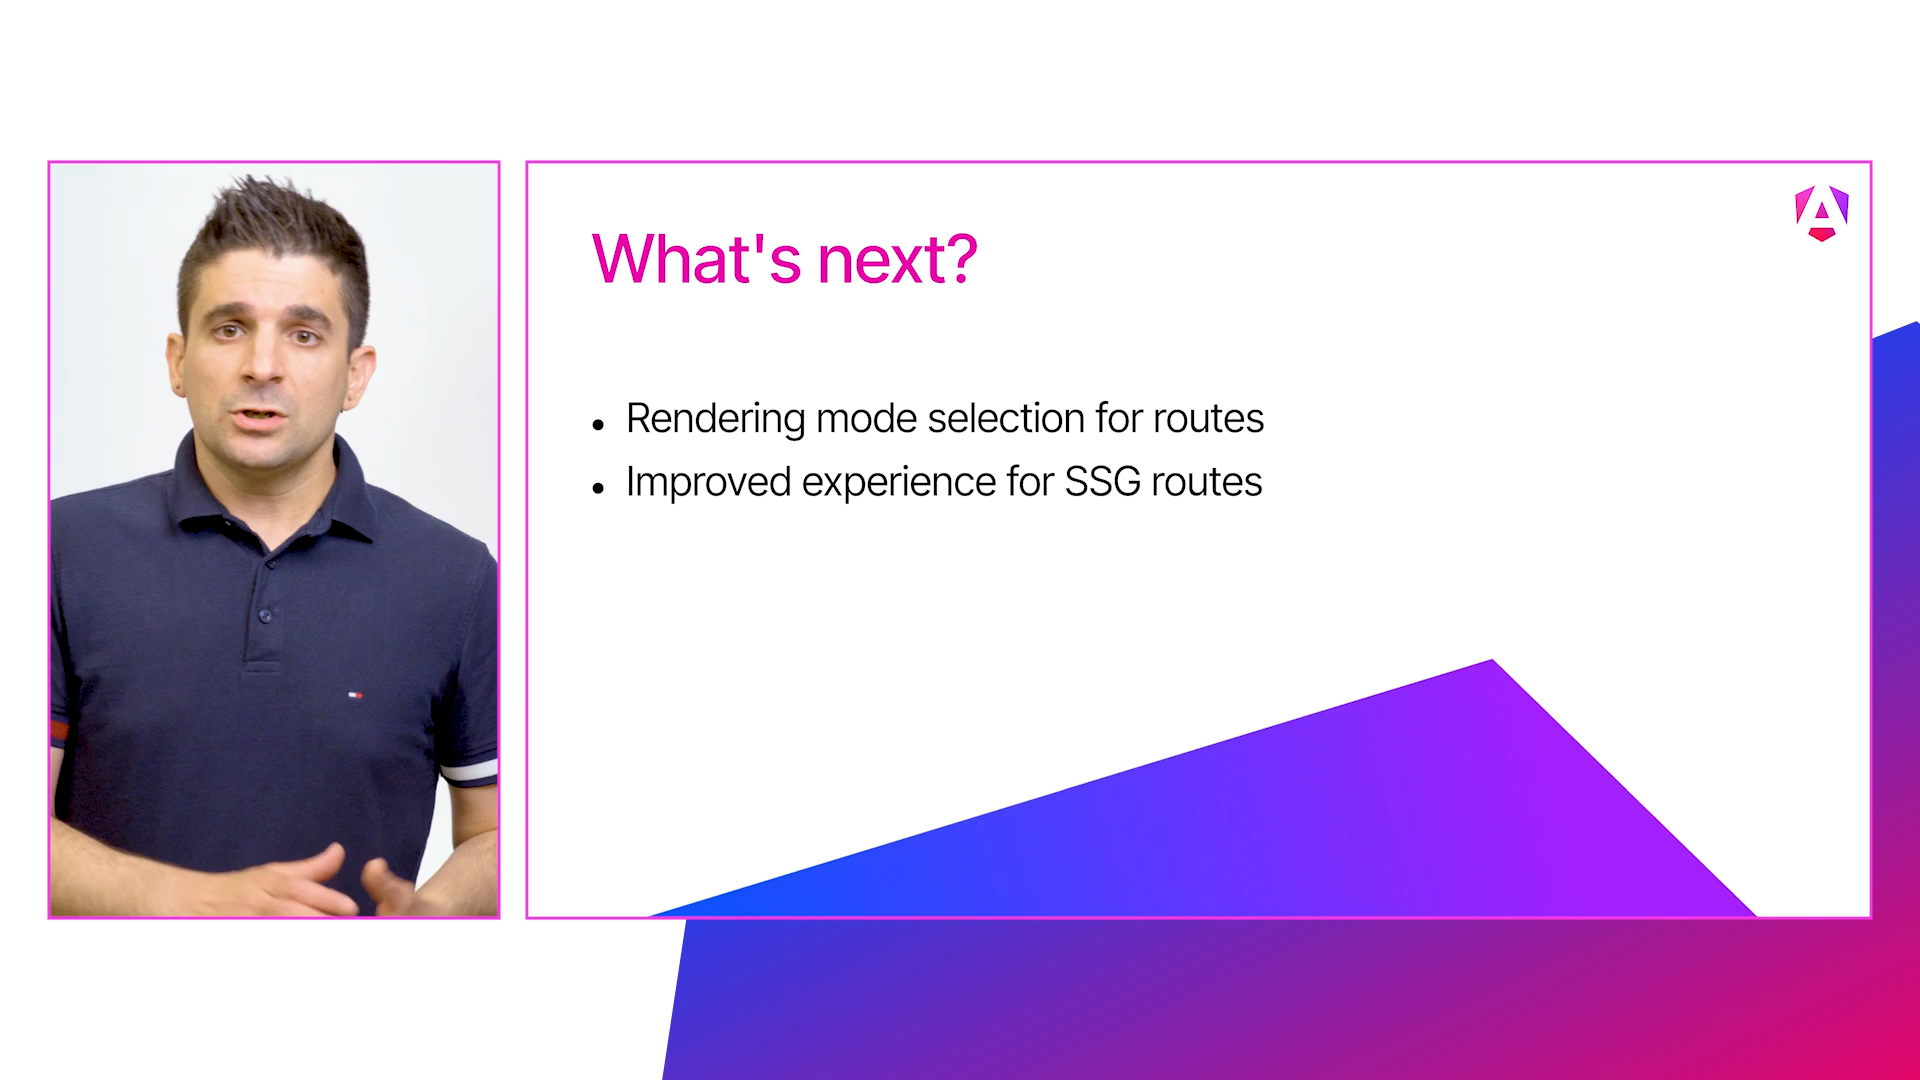 What's next?
• Rendering mode selection for routes
• Improved experience for SSG routes